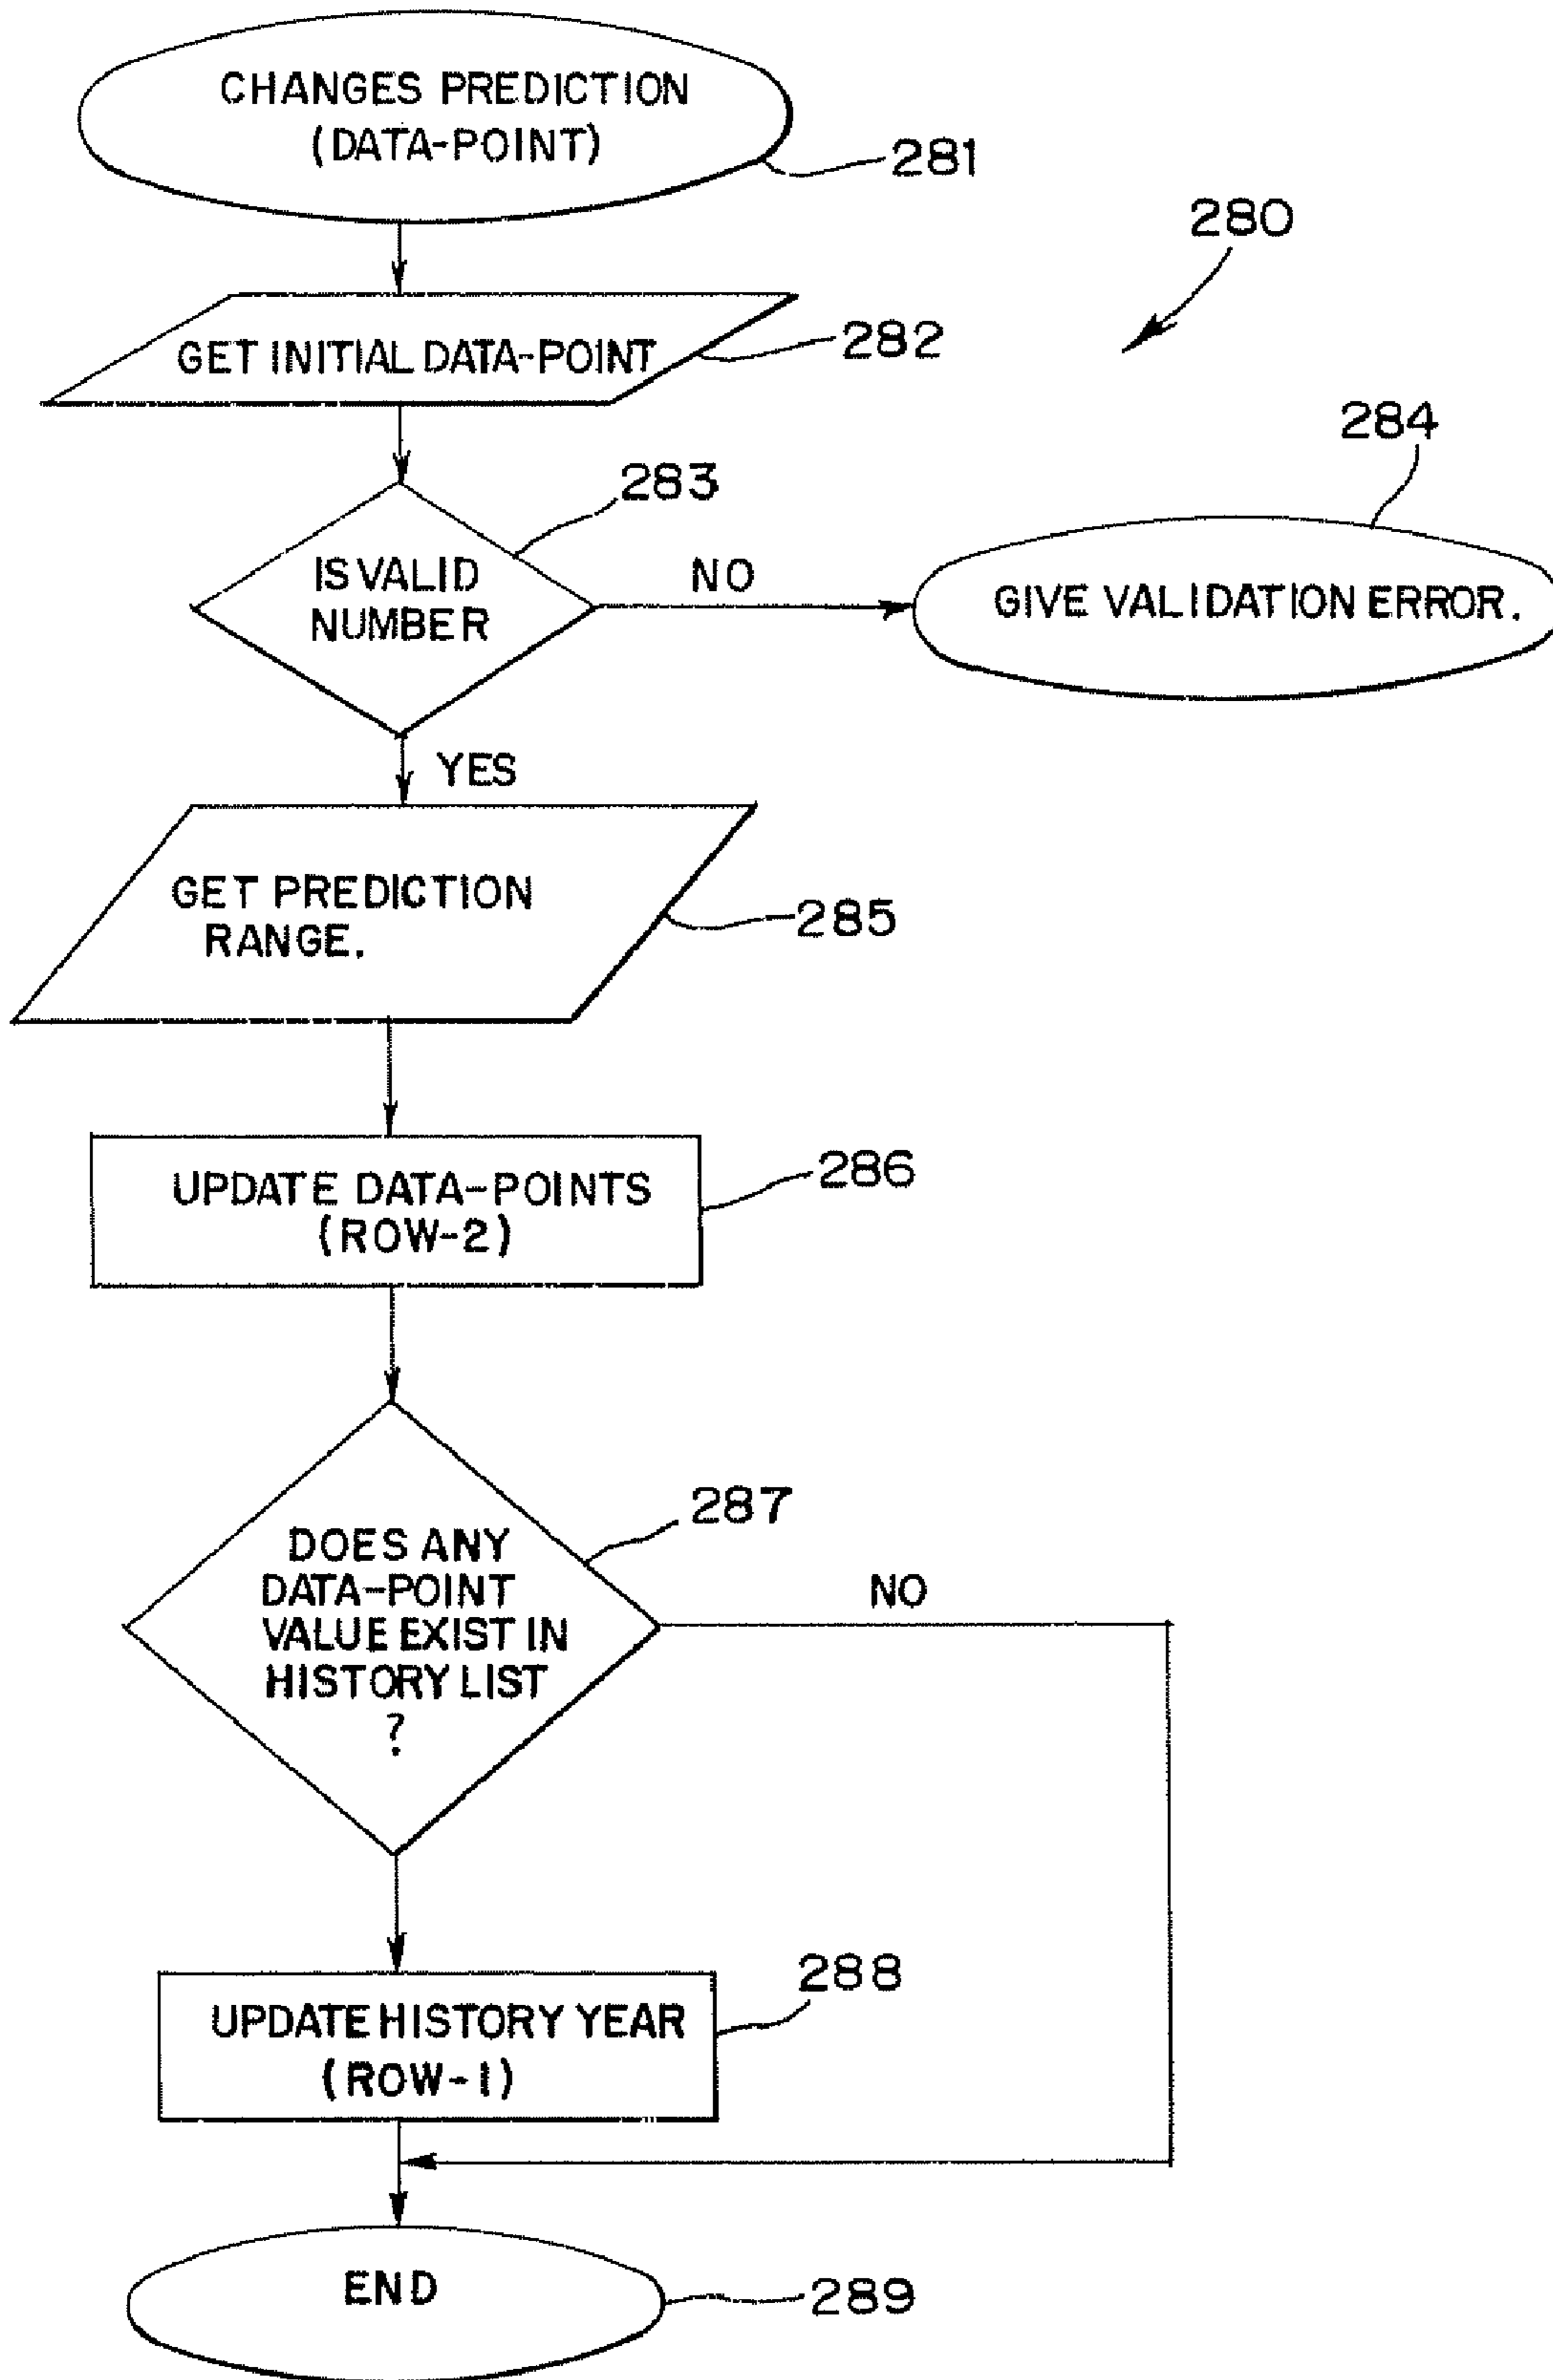 CHANGES PREDICTION
(DATA-POINT)
281
280
GET INITIAL DATA-POINT
282
283
284
IS VALID
NUMBER
NO
GIVE VALIDATION ERROR.
YES
GET PREDICTION
RANGE.
285
UPDATE DATA-POINTS
(ROW-2)
286
287
DOES ANY
DATA-POINT
VALUE EXIST IN
HISTORY LIST
?
NO
288
UPDATE HISTORY YEAR
(ROW-1)
END
289